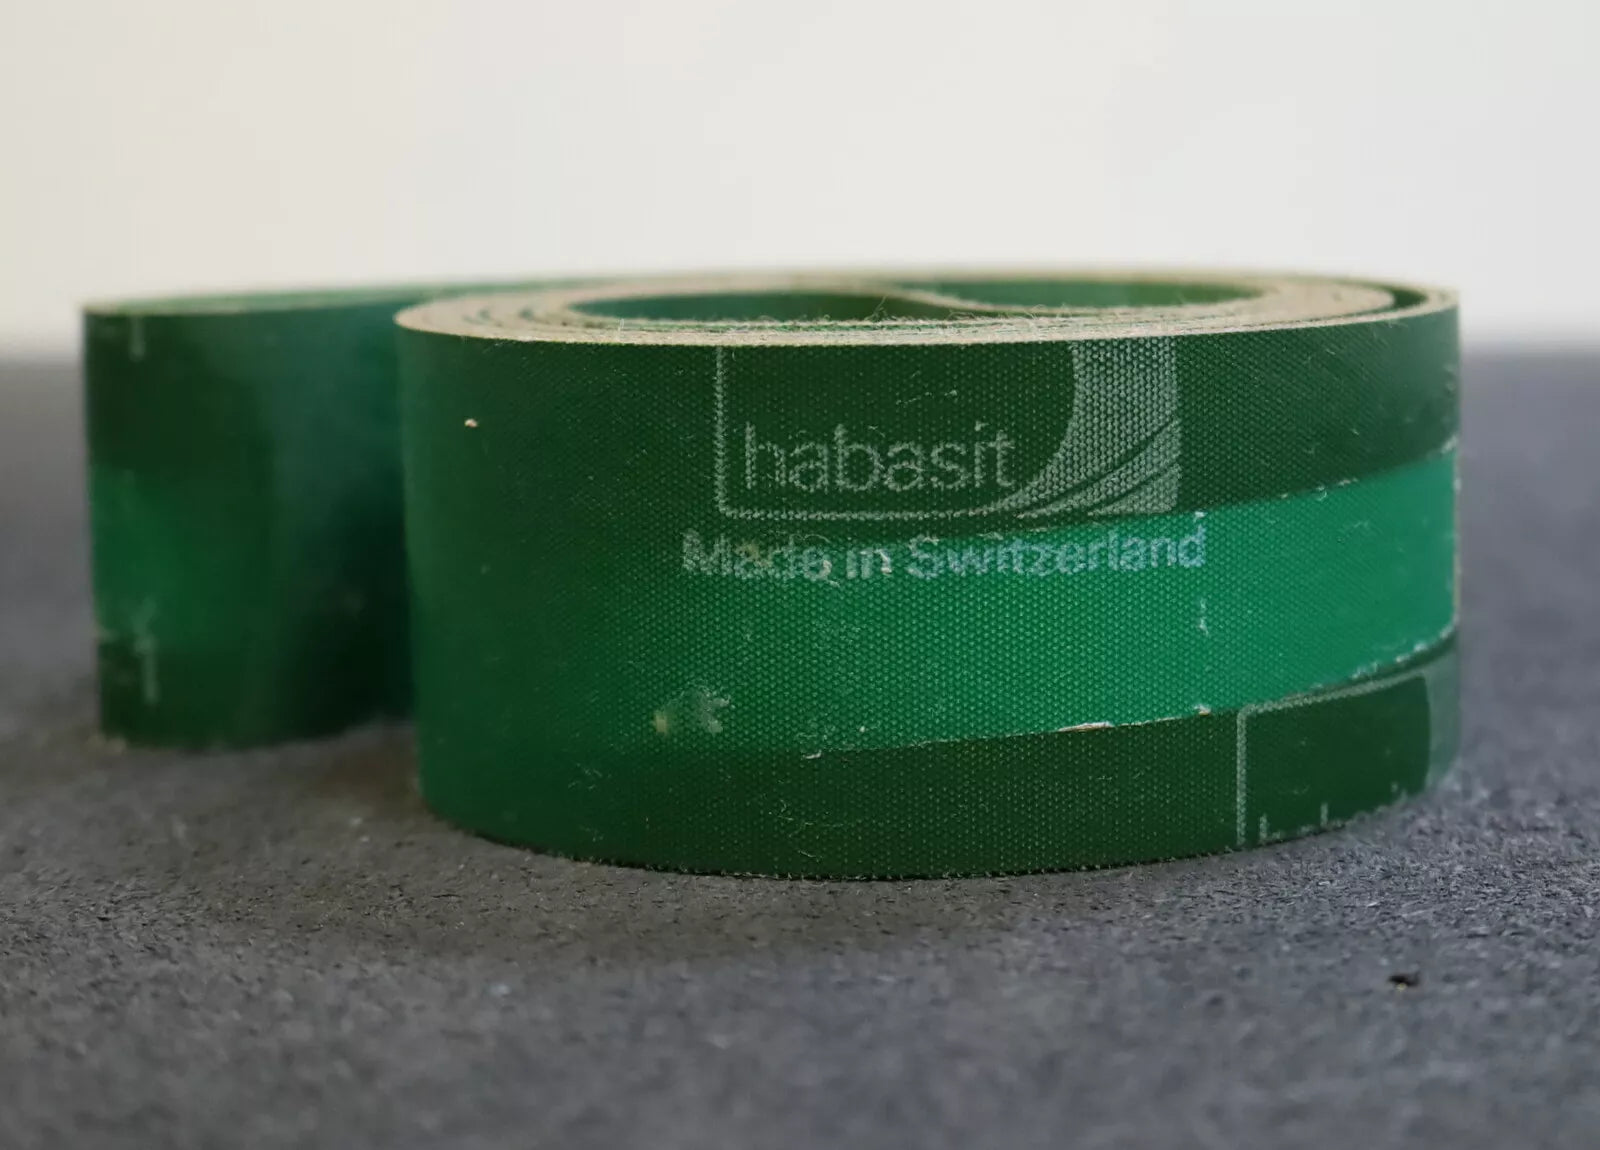 habasit
Made in Switzerland